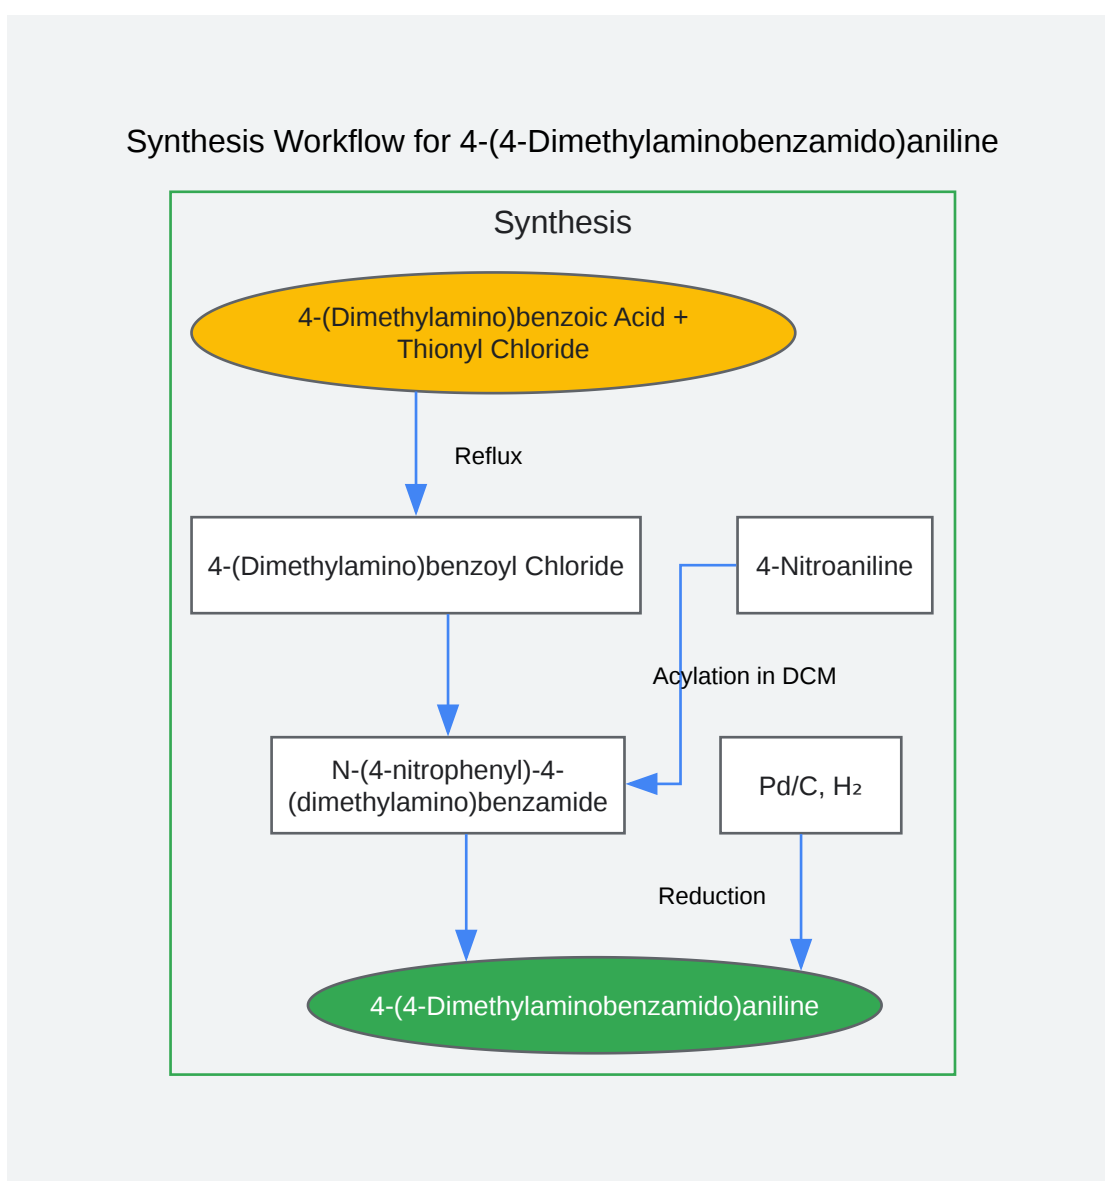 Synthesis Workflow for 4-(4-Dimethylaminobenzamido)aniline
Synthesis
4-(Dimethylamino)benzoic Acid +
Thionyl Chloride
Reflux
4-(Dimethylamino)benzoyl Chloride
4-Nitroaniline
Acylation in DCM
N-(4-nitrophenyl)-4-
(dimethylamino)benzamide
Pd/C, H₂
Reduction
4-(4-Dimethylaminobenzamido)aniline